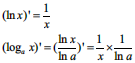 (ln x)' = 1/x
(logₐ x)' = (ln x/ln a)' = 1/x × 1/ln a